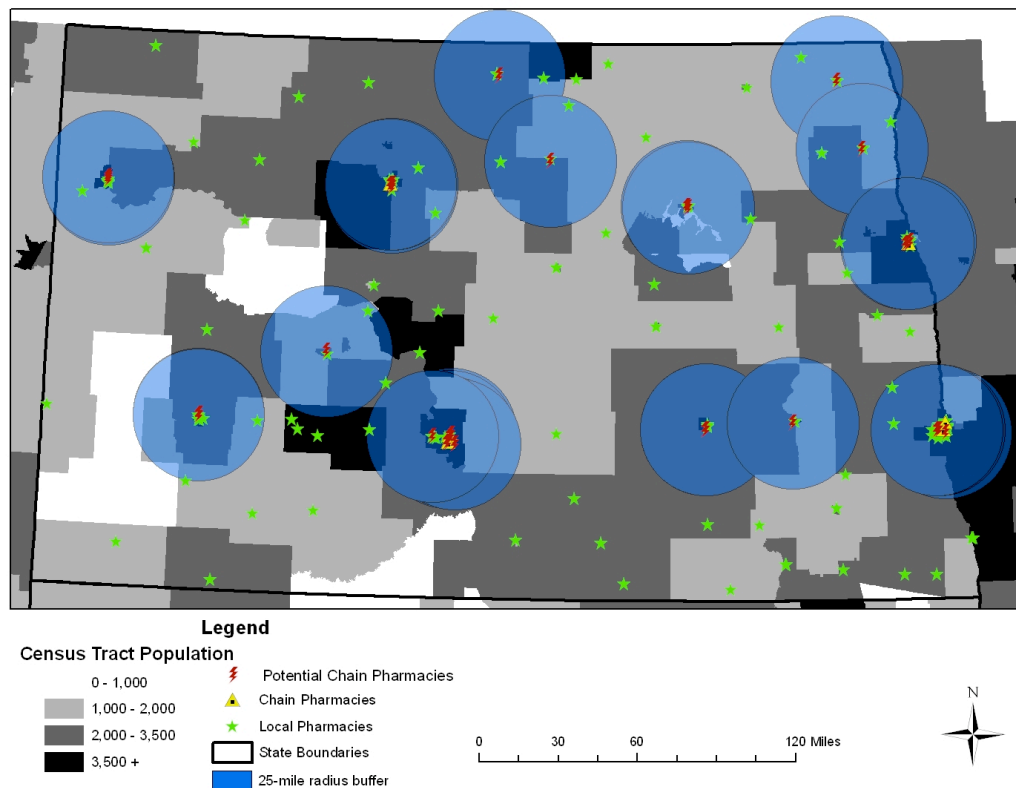 Legend
Census Tract Population
0 - 1,000
1,000 - 2,000
2,000 - 3,500
3,500 +
Potential Chain Pharmacies
Chain Pharmacies
Local Pharmacies
State Boundaries
25-mile radius buffer
0 30 60 120 Miles
N